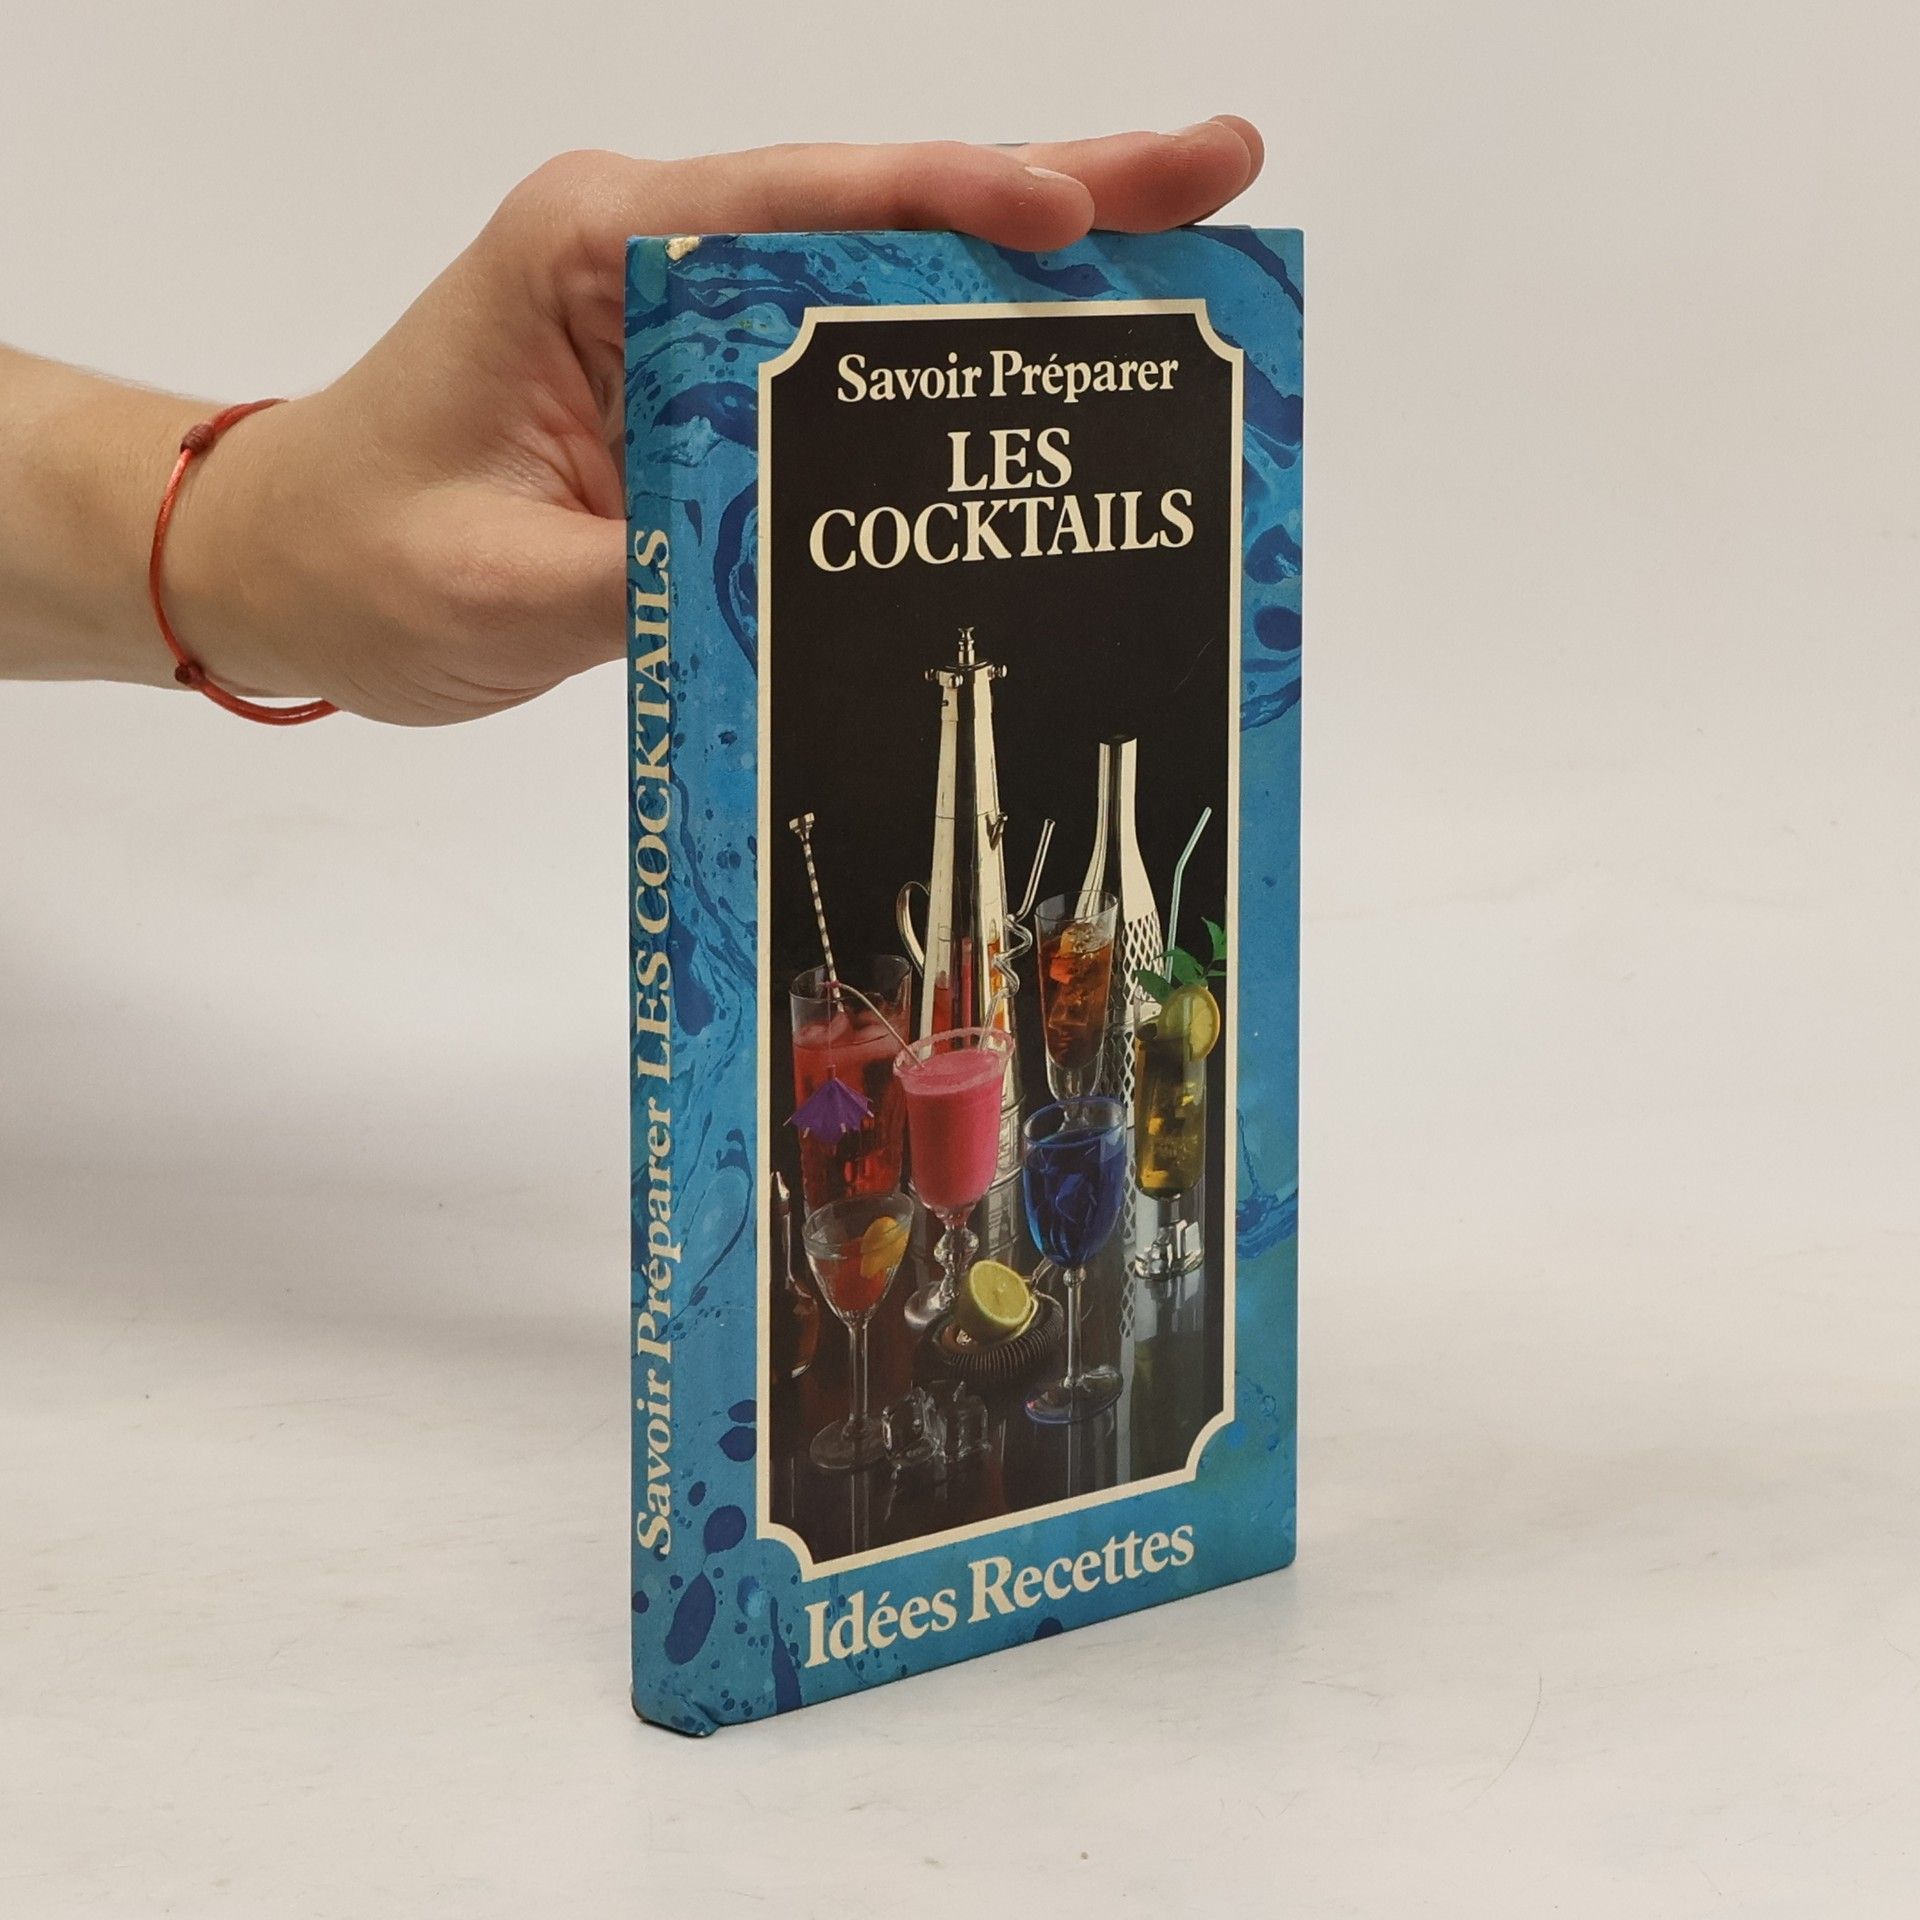 Savoir Préparer
LES
COCKTAILS
Idées Recettes
Savoir Préparer LES COCKTAILS